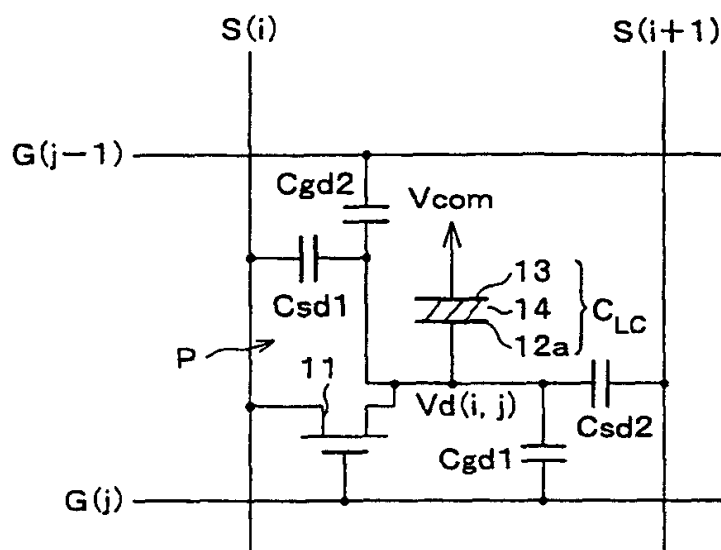 S(i)
S(i+1)
G(j-1)
Cgd2
Vcom
Csd1
13
14
12a
CLC
P
11
Vd(i, j)
Csd2
Cgd1
G(j)